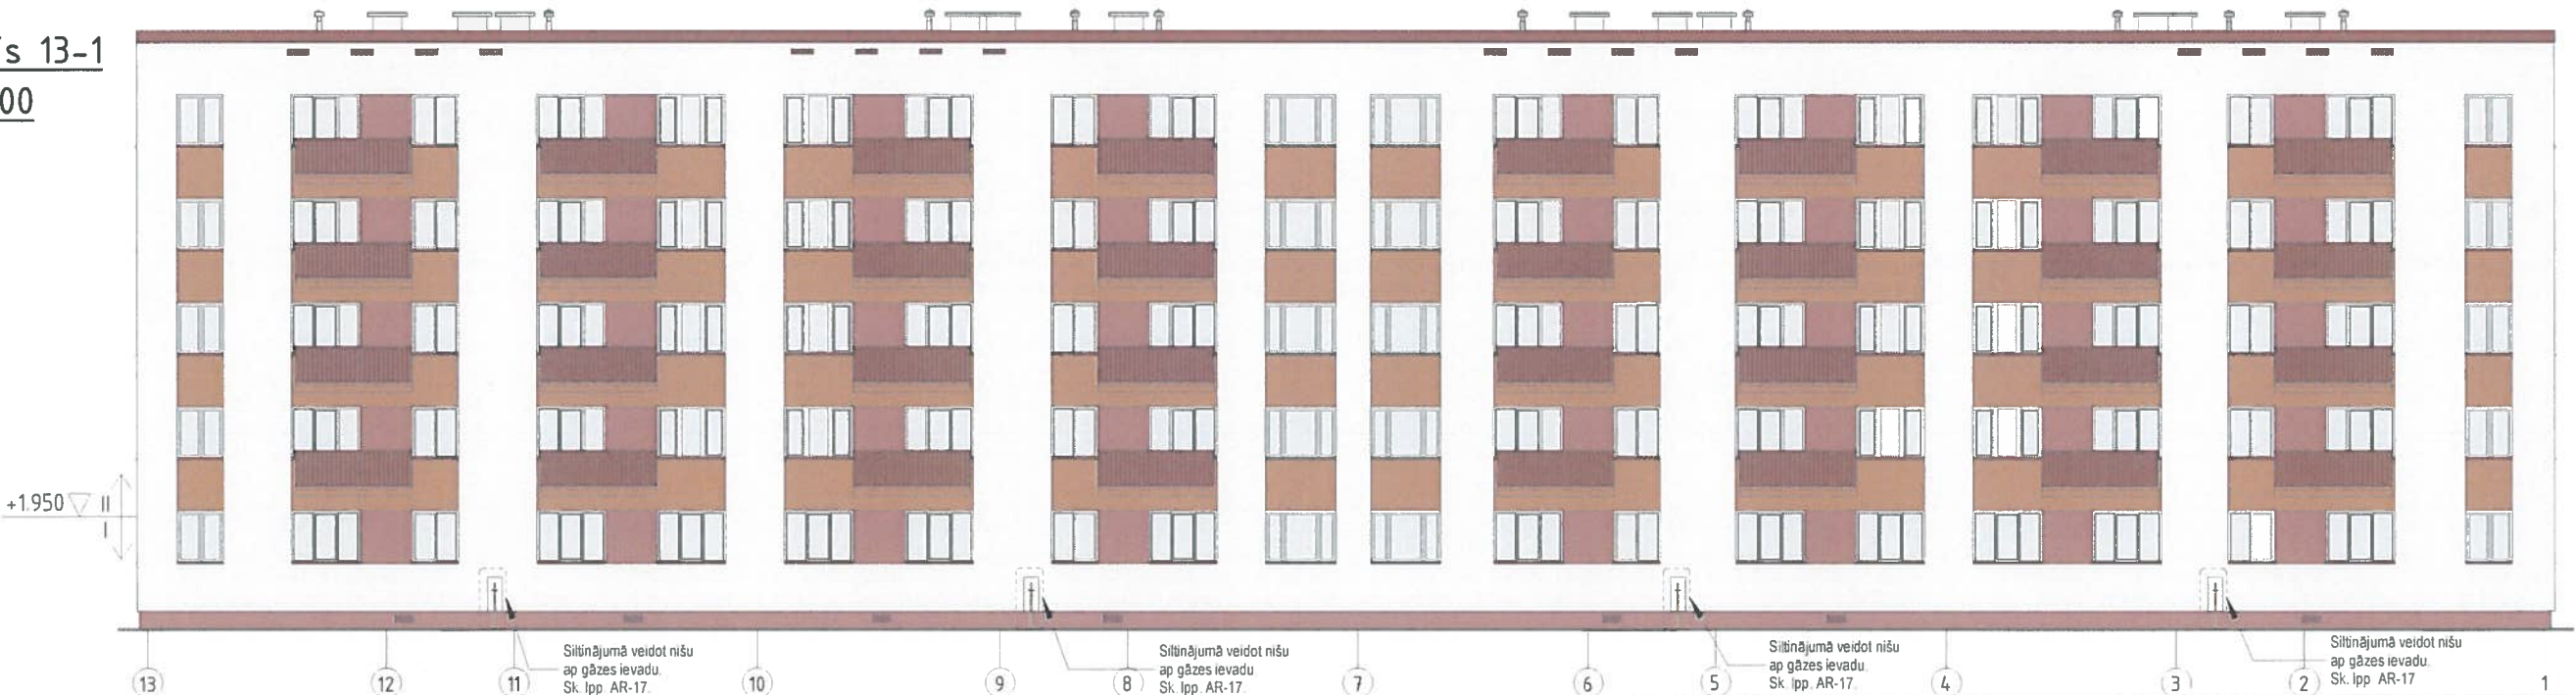 s 13-1
00
+1.950
II
I
Siltinājumā veidot nišu
ap gāzes ievadu.
Sk. lpp. AR-17.
Siltinājumā veidot nišu
ap gāzes ievadu.
Sk. lpp. AR-17.
Siltinājumā veidot nišu
ap gāzes ievadu.
Sk. lpp. AR-17.
Siltinājumā veidot nišu
ap gāzes ievadu.
Sk. lpp. AR-17
13 12 11 10 9 8 7 6 5 4 3 2 1